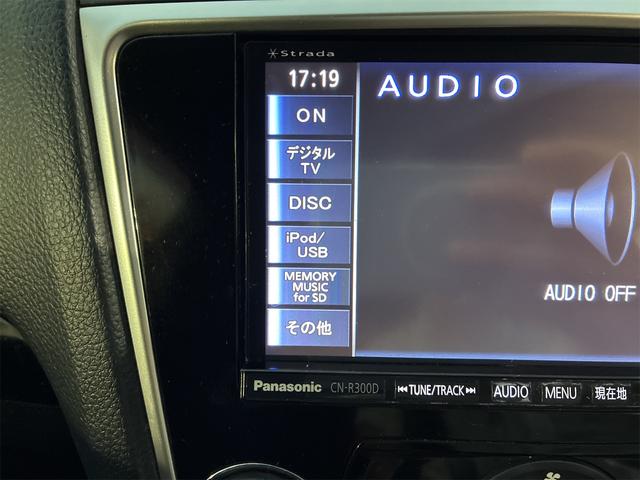 Strada
17:19
AUDIO
ON
デジタル
TV
DISC
iPod/
USB
MEMORY
MUSIC
for SD
その他
AUDIO OFF
Panasonic CN-R300D TUNE/TRACK AUDIO MENU 現在地